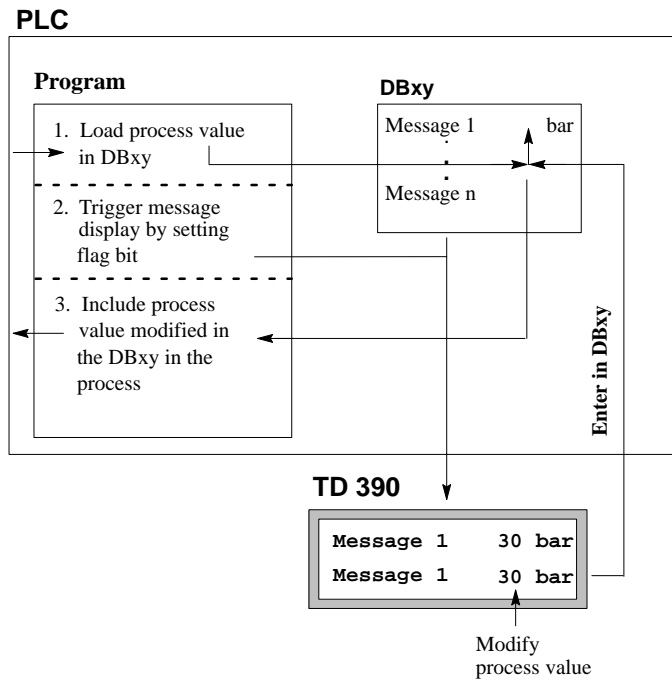 PLC
Program
1. Load process value
in DBxy
2. Trigger message
display by setting
flag bit
3. Include process
value modified in
the DBxy in the
process
DBxy
Message 1 bar
Message n
Enter in DBxy
TD 390
Message 1 30 bar
Message 1 30 bar
Modify
process value